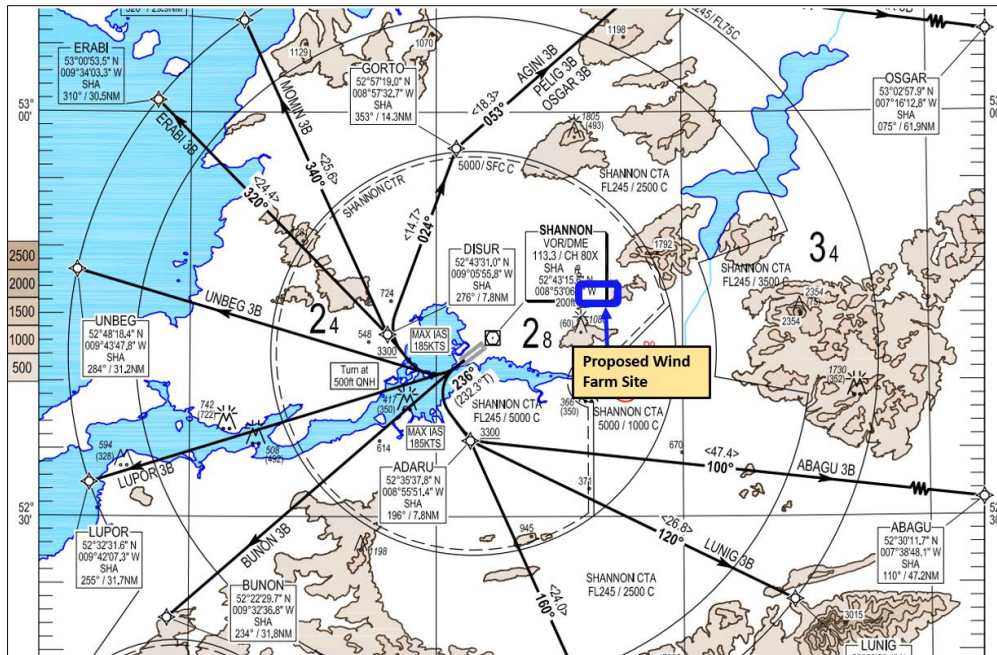 ERABI
53°00'53.5" N
009°34'03.3" W
SHA
310° / 30.5NM
1129
1070
GORTO
52°57'19.0" N
008°57'32.7" W
SHA
353° / 14.3NM
MOMIN 3B
ERABI 3B
<18.3>
053°
AGINI 3B
PELIG 3B
OSGAR 3B
1198
1805
(493)
OSGAR
53°02'57.9" N
007°16'12.8" W
SHA
075° / 61.9NM
53°
00'
<24.4>
320°
<25.6>
340°
<14.7>
024°
5000/ SFC C
SHANNON CTR
SHANNON CTA
FL245 / 2500 C
2500
2000
1500
1000
500
UNBEG
52°48'18.4" N
009°43'47,8" W
SHA
284° / 31.2NM
UNBEG 3B
2 4
724
548
3300
DISUR
52°43'31,0" N
009°05'55,8" W
SHA
276° / 7.8NM
SHANNON
VOR/DME
113.3 / CH 80X
SHA
200ft
1792
2 8
3 4
SHANNON CTA
FL245 / 3500 C
2354
2354
MAX IAS
185KTS
Turn at
500ft QNH
Proposed Wind
Farm Site
(60)
236°
(232.3°T)
417
(350)
SHANNON CTA
FL245 / 5000 C
3300
366
(350)
SHANNON CTA
5000 / 1000 C
1730
(352)
742
(722)
594
(328)
508
(492)
LUPOR 3B
614
MAX IAS
185KTS
ADARU
52°35'37,8" N
008°55'51.4" W
SHA
196° / 7.8NM
670
371
<47.4>
100°
ABAGU 3B
LUPOR
52°32'31.6" N
009°42'07,3" W
SHA
255° / 31,7NM
BUNON 3B
1198
945
<26.8>
120°
LUNIG 3B
ABAGU
52°30'11,7" N
007°38'48.1" W
SHA
110° / 47.2NM
52°
30'
BUNON
52°22'29.7" N
009°32'36,8" W
SHA
234° / 31,8NM
<24.0>
160°
SHANNON CTA
FL245 / 2500 C
3015
LUNIG